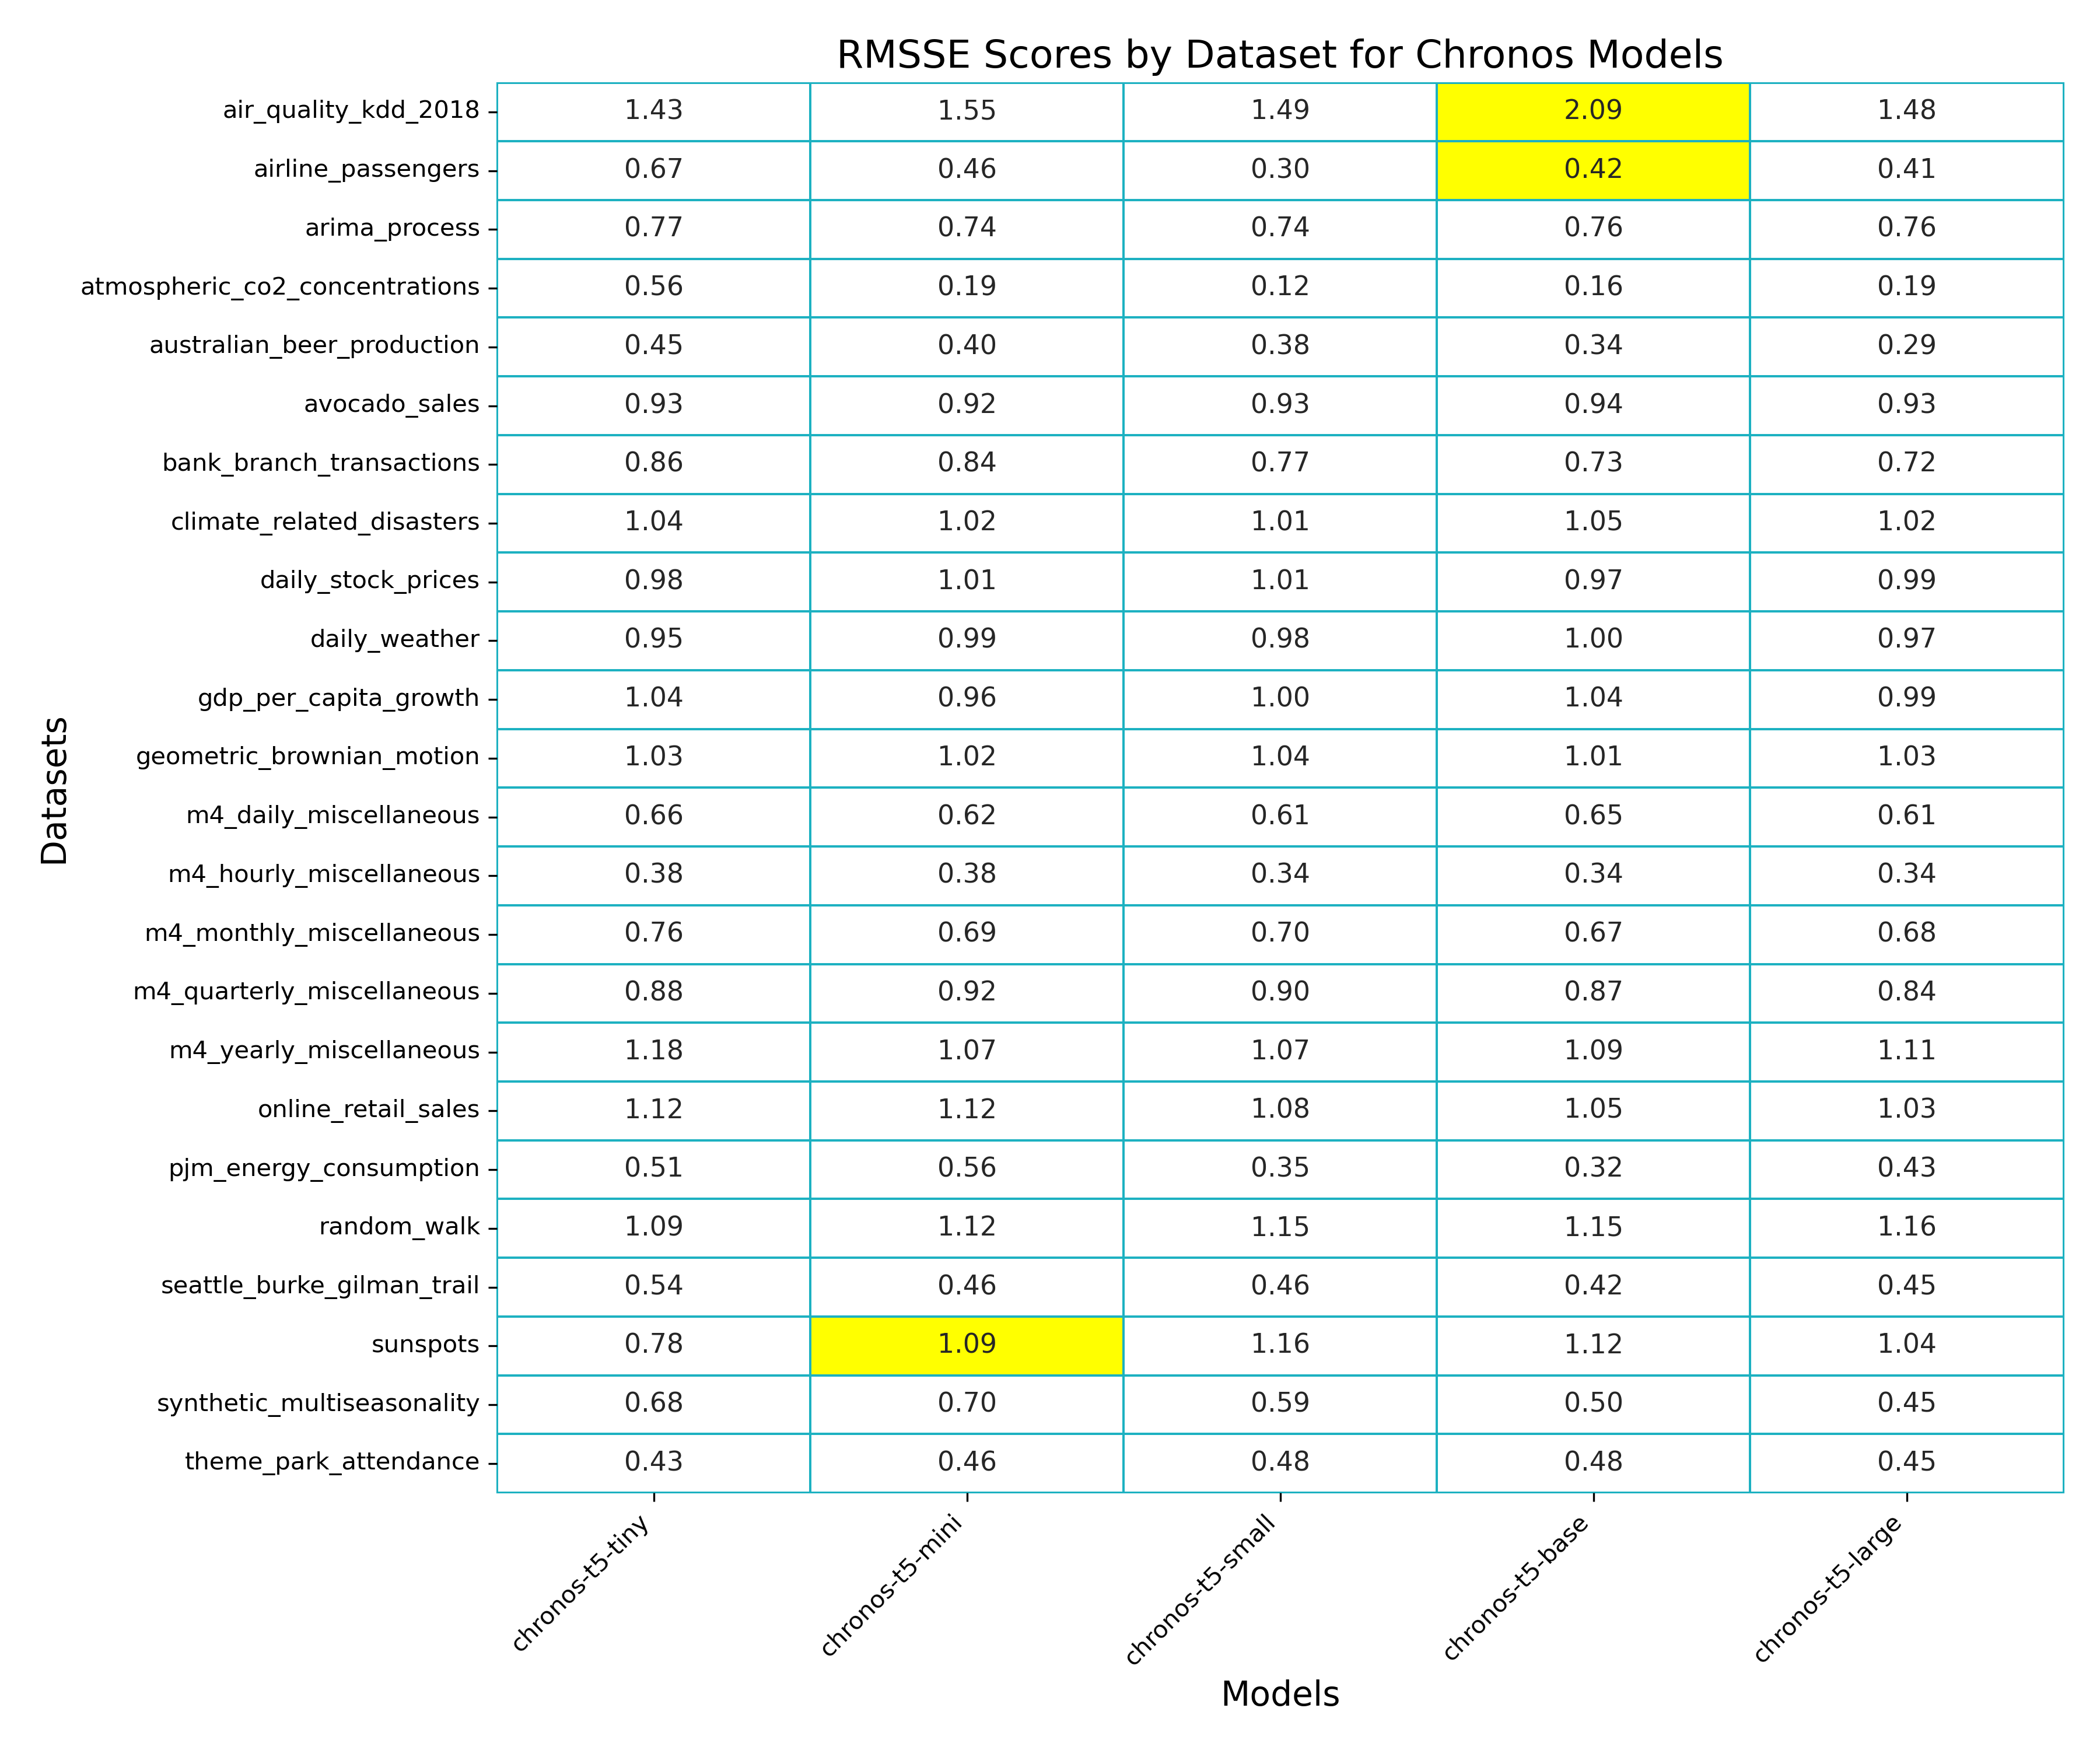 RMSSE Scores by Dataset for Chronos Models
air_quality_kdd_2018 1.43 1.55 1.49 2.09 1.48
airline_passengers 0.67 0.46 0.30 0.42 0.41
arima_process 0.77 0.74 0.74 0.76 0.76
atmospheric_co2_concentrations 0.56 0.19 0.12 0.16 0.19
australian_beer_production 0.45 0.40 0.38 0.34 0.29
avocado_sales 0.93 0.92 0.93 0.94 0.93
bank_branch_transactions 0.86 0.84 0.77 0.73 0.72
climate_related_disasters 1.04 1.02 1.01 1.05 1.02
daily_stock_prices 0.98 1.01 1.01 0.97 0.99
daily_weather 0.95 0.99 0.98 1.00 0.97
gdp_per_capita_growth 1.04 0.96 1.00 1.04 0.99
geometric_brownian_motion 1.03 1.02 1.04 1.01 1.03
m4_daily_miscellaneous 0.66 0.62 0.61 0.65 0.61
m4_hourly_miscellaneous 0.38 0.38 0.34 0.34 0.34
m4_monthly_miscellaneous 0.76 0.69 0.70 0.67 0.68
m4_quarterly_miscellaneous 0.88 0.92 0.90 0.87 0.84
m4_yearly_miscellaneous 1.18 1.07 1.07 1.09 1.11
online_retail_sales 1.12 1.12 1.08 1.05 1.03
pjm_energy_consumption 0.51 0.56 0.35 0.32 0.43
random_walk 1.09 1.12 1.15 1.15 1.16
seattle_burke_gilman_trail 0.54 0.46 0.46 0.42 0.45
sunspots 0.78 1.09 1.16 1.12 1.04
synthetic_multiseasonality 0.68 0.70 0.59 0.50 0.45
theme_park_attendance 0.43 0.46 0.48 0.48 0.45
Datasets
chronos-t5-tiny chronos-t5-mini chronos-t5-small chronos-t5-base chronos-t5-large
Models